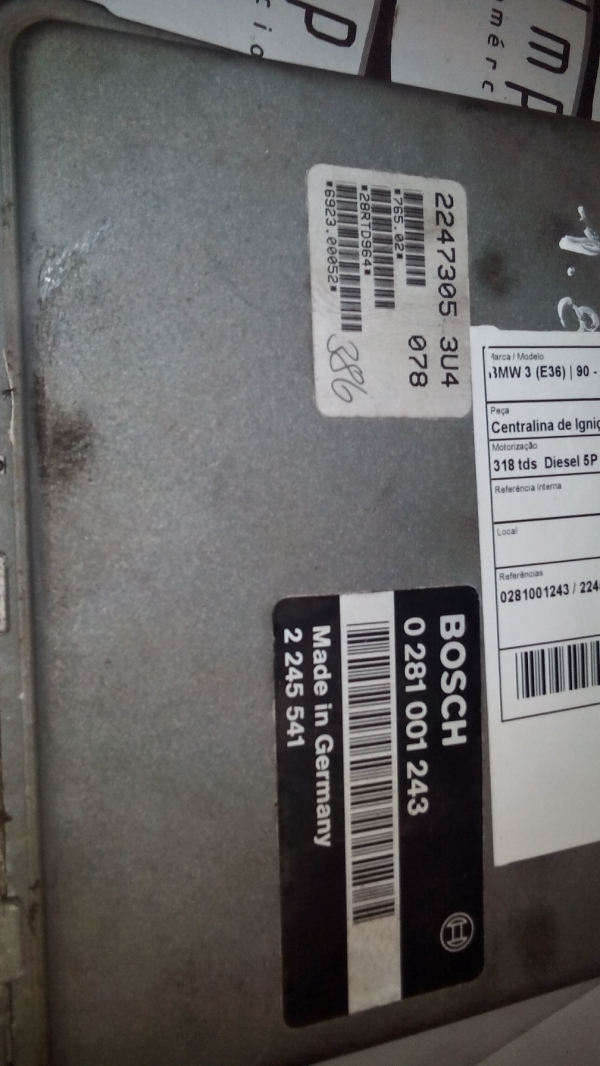 2247305 3U4
078
*765.02*
*28RTD964*
*6923.00052*
386
Marca / Modelo
BMW 3 (E36) | 90 -
Peça
Centralina de Igniç
Motorização
318 tds Diesel 5P
Referência Interna
Local
Referências
0281001243 / 224
BOSCH
0 281 001 243
Made in Germany
2 245 541